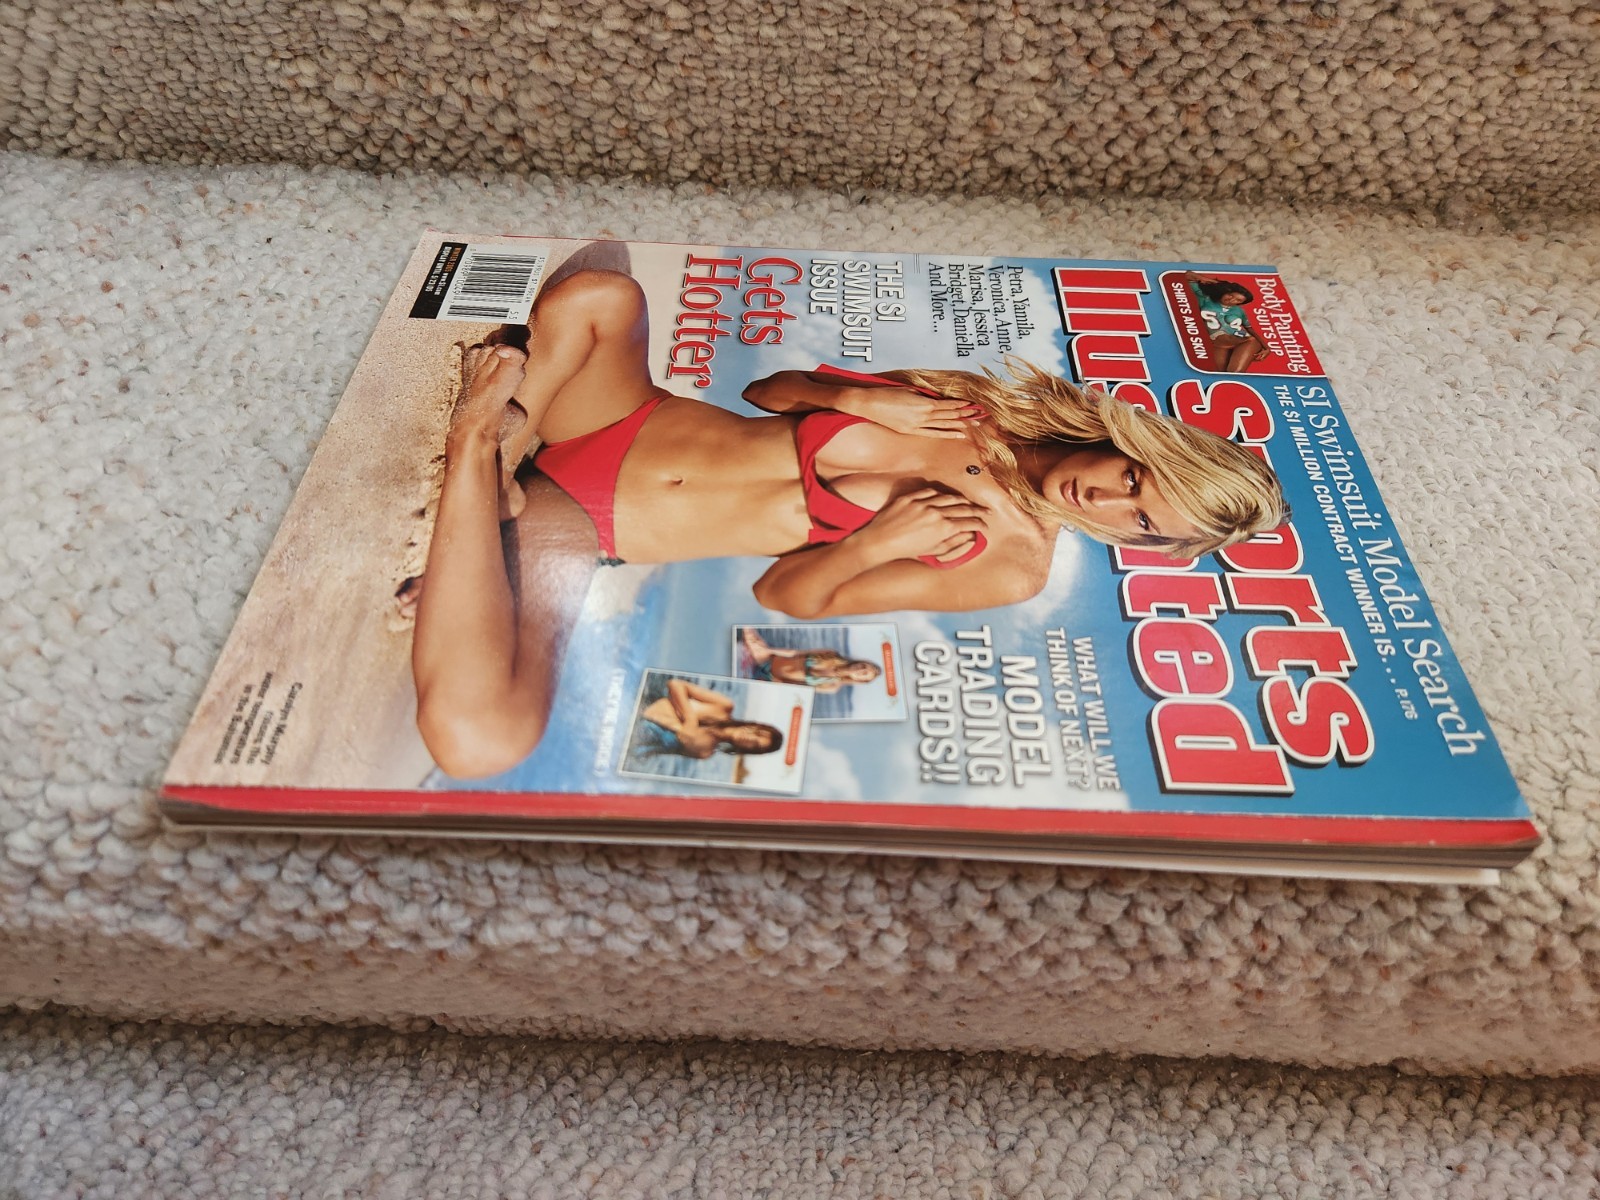 SI Swimsuit Model Search
THE $1 MILLION CONTRACT WINNER IS... P. 176
Body Painting
SUITS UP
SHIRTS AND SKIN
Sports
Illustrated
Petra, Yamila,
Veronica, Anne,
Marisa, Jessica
Bridget, Daniella
And More...
THE SI
SWIMSUIT
ISSUE
Gets
Hotter
WHAT WILL WE
THINK OF NEXT?
MODEL
TRADING
CARDS!!